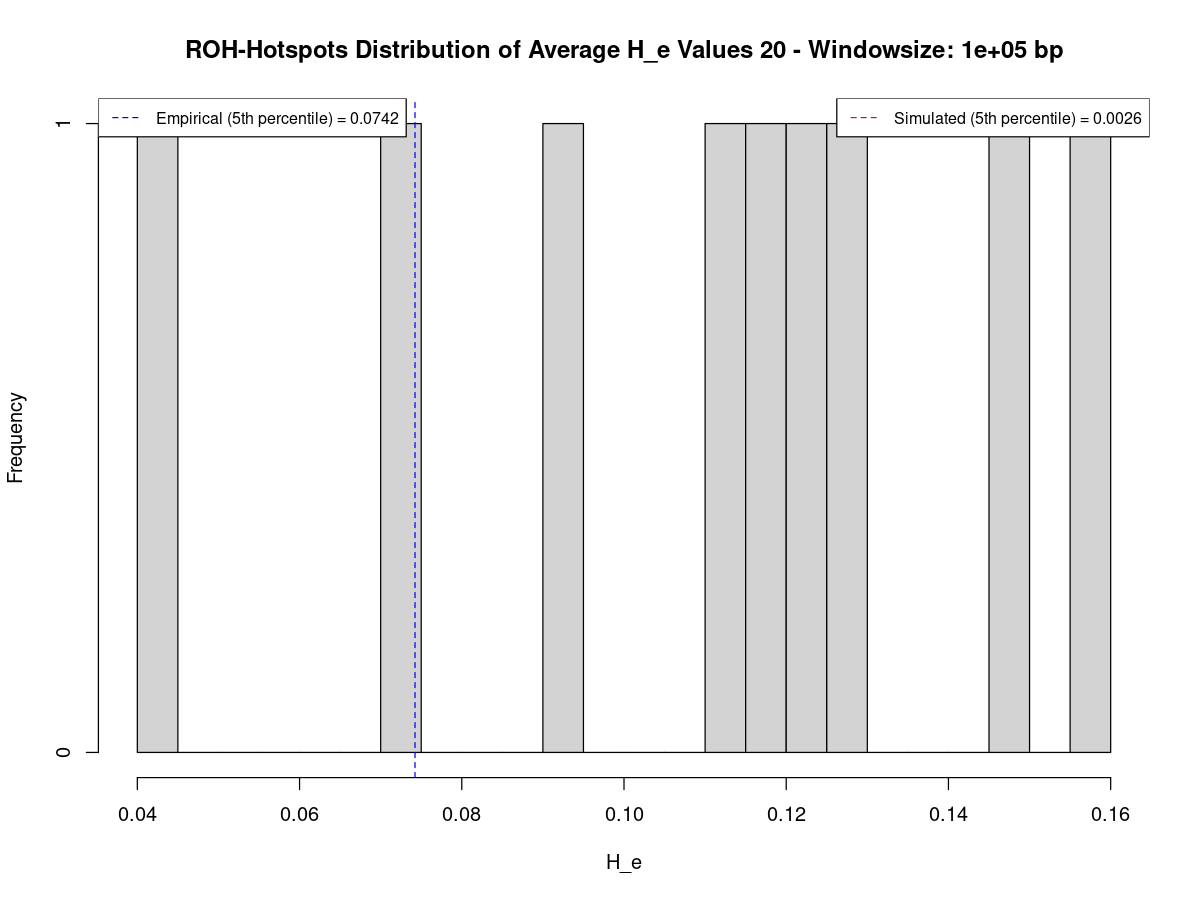 ROH-Hotspots Distribution of Average H_e Values 20 - Windowsize: 1e+05 bp
Empirical (5th percentile) = 0.0742
Simulated (5th percentile) = 0.0026
1
Frequency
0
0.04 0.06 0.08 0.10 0.12 0.14 0.16
H_e